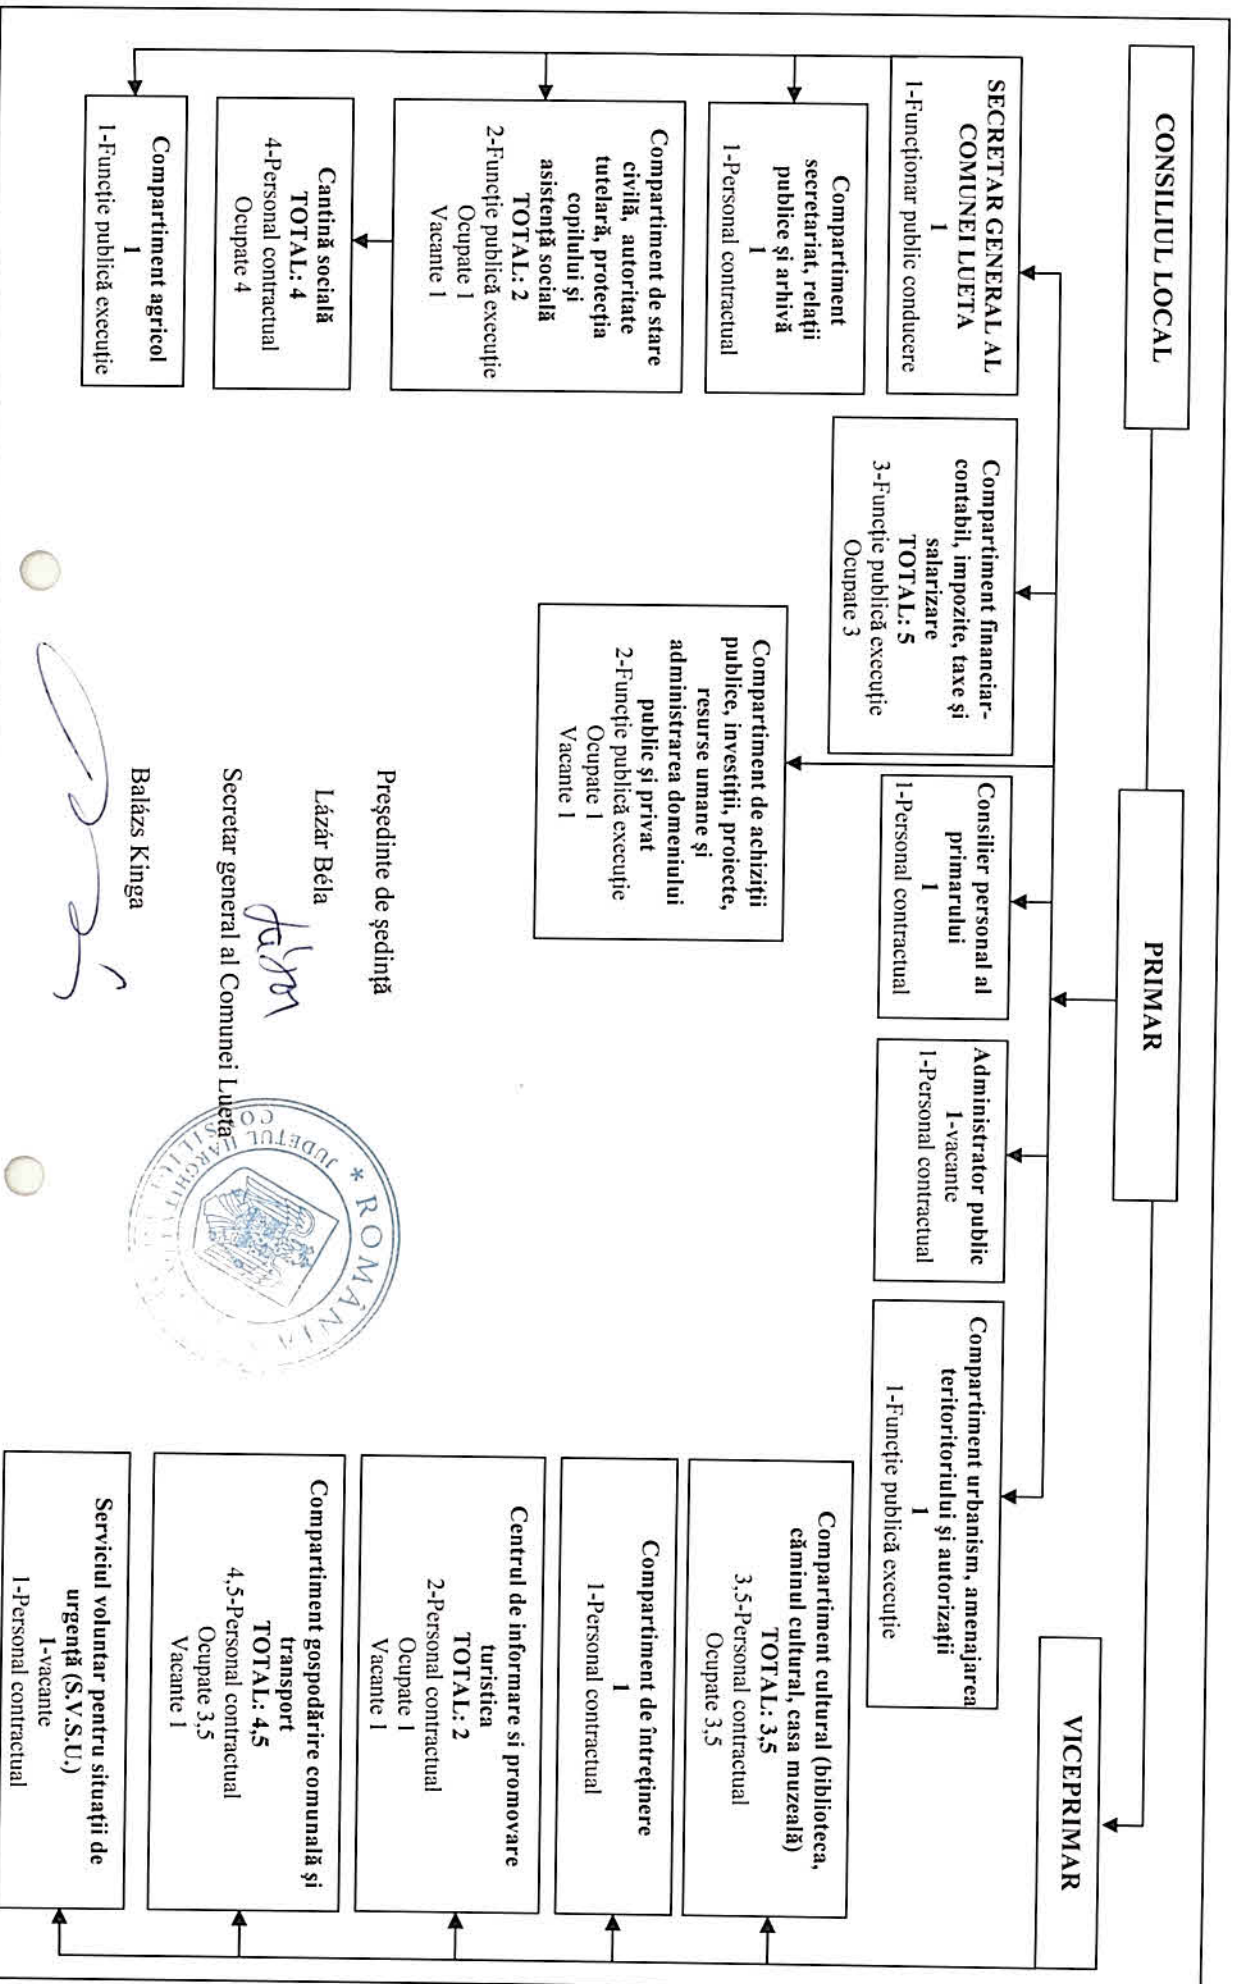 CONSILIUL LOCAL
PRIMAR
VICEPRIMAR
SECRETAR GENERAL AL
COMUNEI LUETA
1
1-Funcționar public conducere
Compartiment
secretariat, relații
publice și arhivă
1
1-Personal contractual
Compartiment de stare
civilă, autoritate
tutelară, protecția
copilului și
asistență socială
TOTAL: 2
2-Funcție publică execuție
Ocupate 1
Vacante 1
Cantină socială
TOTAL: 4
4-Personal contractual
Ocupate 4
Compartiment agricol
1
1-Funcție publică execuție
Compartiment financiar-
contabil, impozite, taxe și
salarizare
TOTAL: 5
3-Funcție publică execuție
Ocupate 3
Compartiment de achiziții
publice, investiții, proiecte,
resurse umane și
administrarea domeniului
public și privat
2-Funcție publică execuție
Ocupate 1
Vacante 1
Consilier personal al
primarului
1
1-Personal contractual
Administrator public
1-vacante
1-Personal contractual
Compartiment urbanism, amenajarea
teritoritoriului și autorizații
1
1-Funcție publică execuție
Compartiment cultural (biblioteca,
căminul cultural, casa muzeală)
TOTAL: 3,5
3,5-Personal contractual
Ocupate 3,5
Compartiment de întreținere
1
1-Personal contractual
Centrul de informare si promovare
turistica
TOTAL: 2
2-Personal contractual
Ocupate 1
Vacante 1
Compartiment gospodărire comunală și
transport
TOTAL: 4,5
4,5-Personal contractual
Ocupate 3,5
Vacante 1
Serviciul voluntar pentru situații de
urgență (S.V.S.U.)
1-vacante
1-Personal contractual
Președinte de ședință
Lázár Béla
Secretar general al Comunei Lueta
Balázs Kinga
* ROMÂNIA
JUDEȚUL HARGHITA